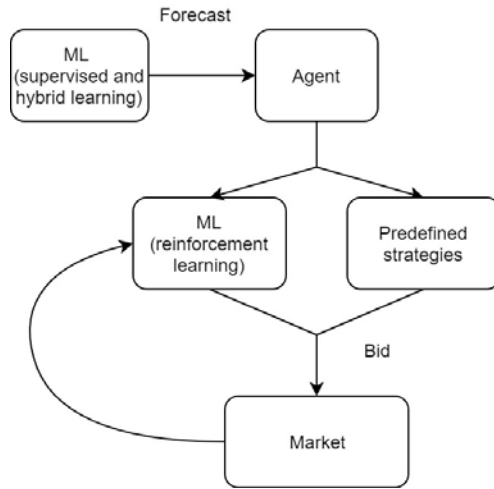 Forecast
ML
(supervised and
hybrid learning)
Agent
ML
(reinforcement
learning)
Predefined
strategies
Bid
Market